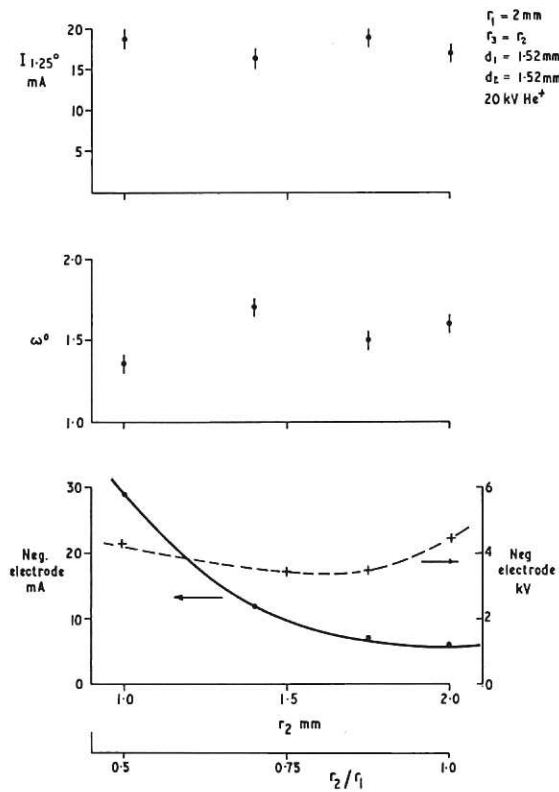 r₁ = 2 mm
r₃ = r₂
d₁ = 1·52 mm
d₂ = 1·52 mm
20 kV He⁺
I 1·25°
mA
20
15
10
5
ω°
2·0
1·5
1·0
Neg.
electrode
mA
30
20
10
0
6
4
2
0
Neg
electrode
kV
1·0 1·5 2·0
r₂ mm
0·5 0·75 1·0
r₂/r₁